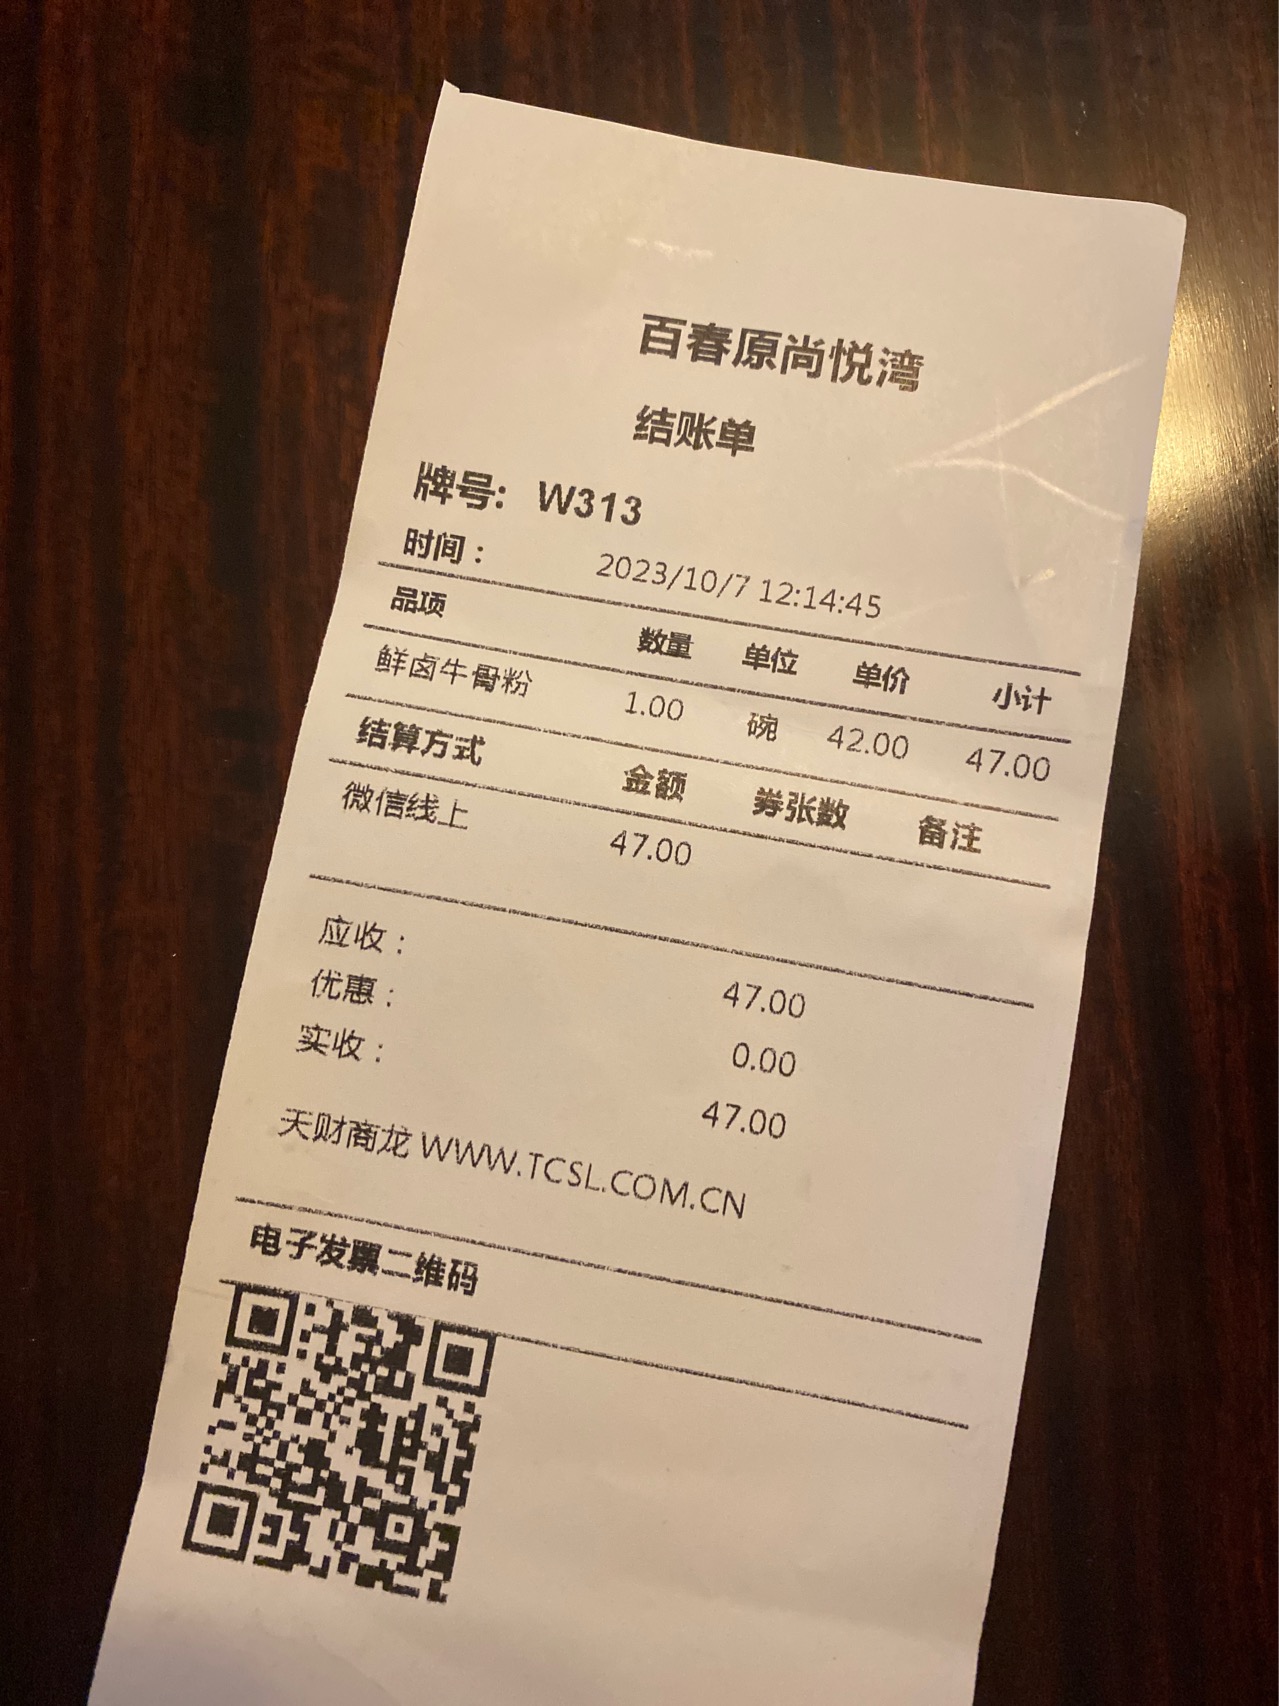 百春原尚悦湾
结账单
牌号: W313
时间： 2023/10/7 12:14:45
品项 数量 单位 单价 小计
鲜卤牛骨粉 1.00 碗 42.00 47.00
结算方式 金额 券张数 备注
微信线上 47.00
应收： 47.00
优惠： 0.00
实收： 47.00
天财商龙 WWW.TCSL.COM.CN
电子发票二维码